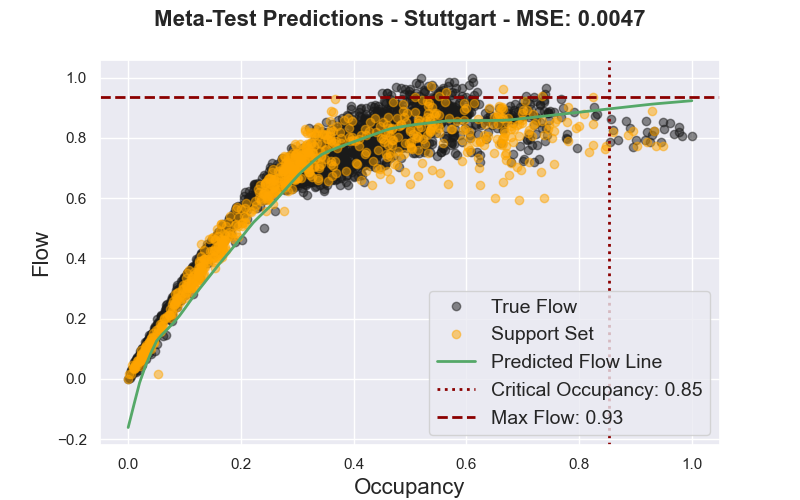 Meta-Test Predictions - Stuttgart - MSE: 0.0047
1.0
0.8
0.6
0.4
0.2
0.0
−0.2
Flow
True Flow
Support Set
Predicted Flow Line
Critical Occupancy: 0.85
Max Flow: 0.93
0.0 0.2 0.4 0.6 0.8 1.0
Occupancy